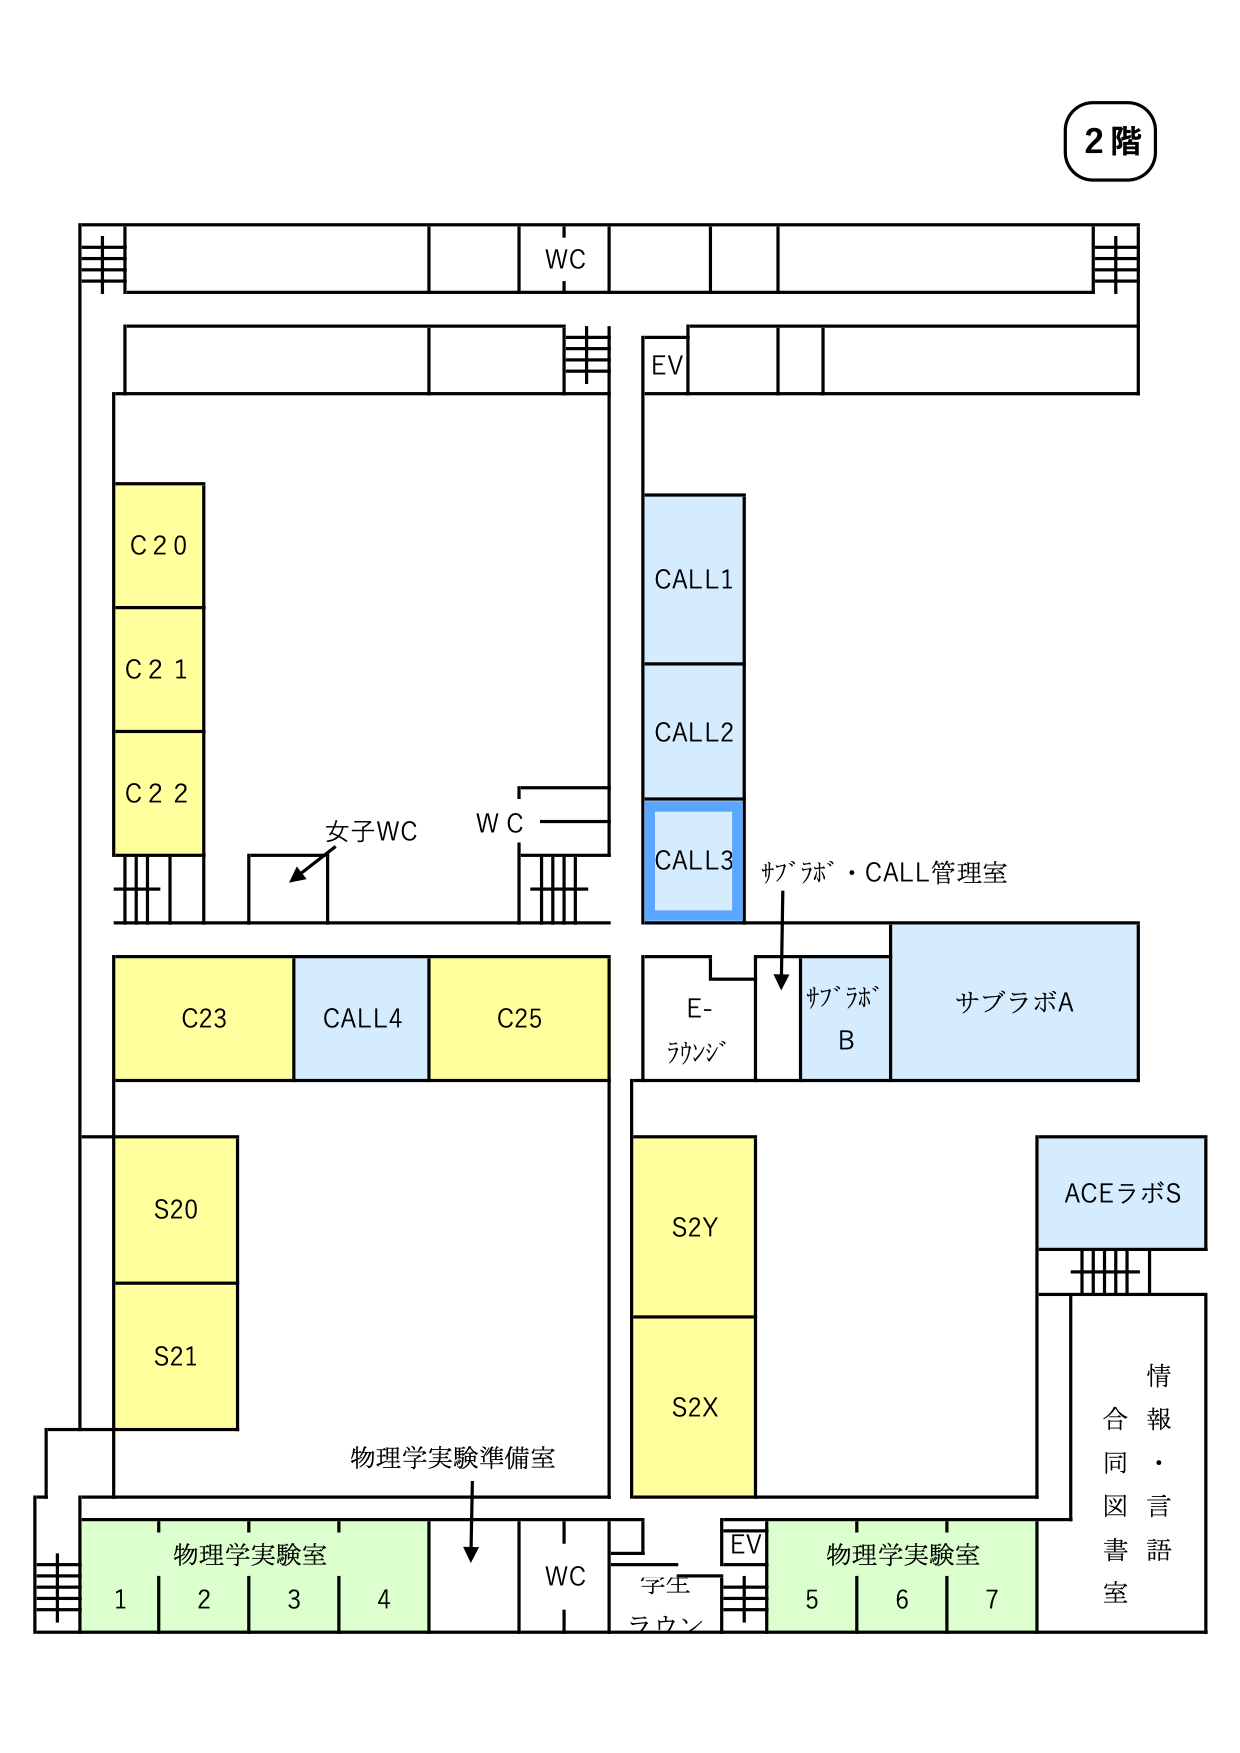 2階
WC
EV
C20
CALL1
C21
CALL2
C22
女子WC
WC
CALL3
ｻﾌﾞﾗﾎﾞ・CALL管理室
C23
CALL4
C25
E-
ﾗｳﾝｼﾞ
ｻﾌﾞﾗﾎﾞ
B
サブラボA
S20
S2Y
ACEラボS
S21
S2X
情報・言語
合同図書室
物理学実験準備室
物理学実験室
1
2
3
4
WC
学生
ラウン
EV
物理学実験室
5
6
7